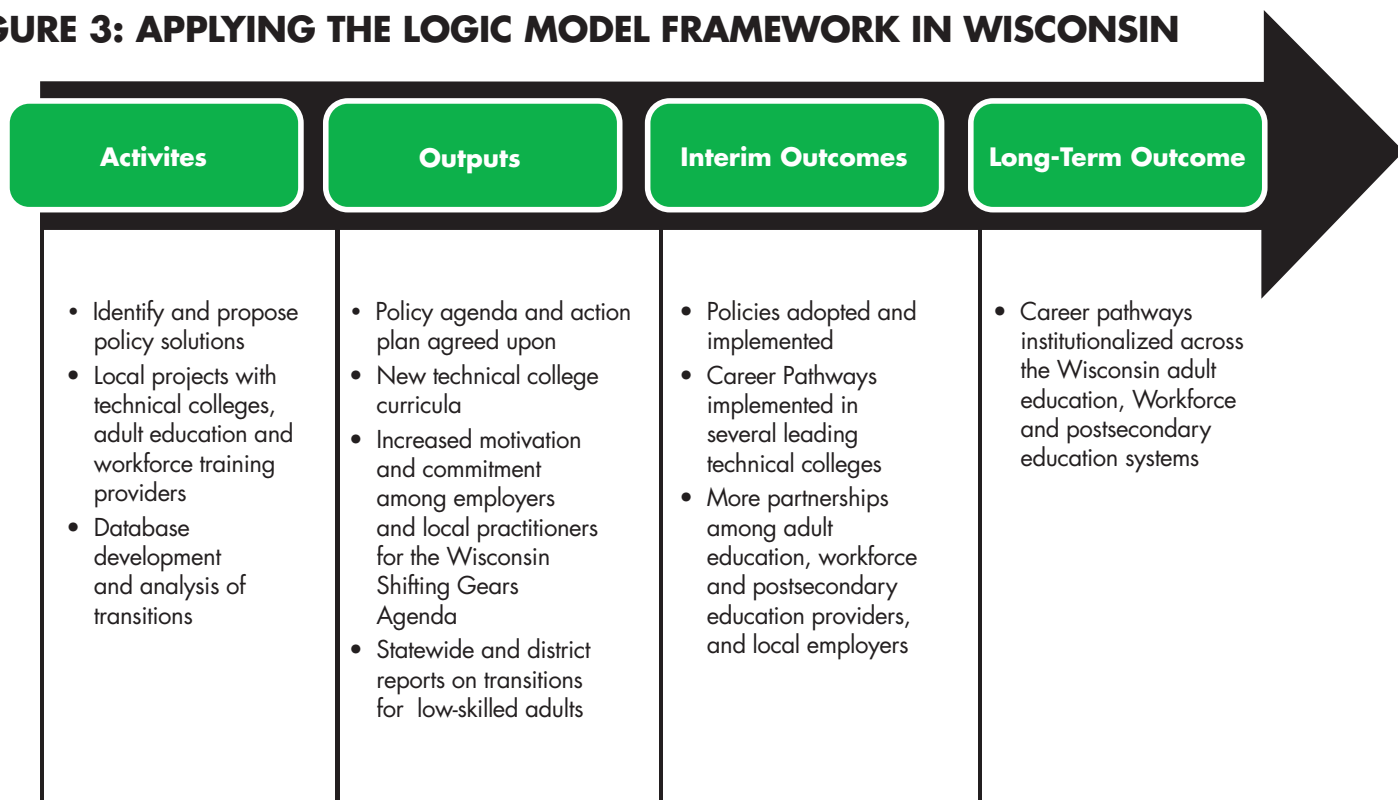 GURE 3: APPLYING THE LOGIC MODEL FRAMEWORK IN WISCONSIN
Activites
Outputs
Interim Outcomes
Long-Term Outcome
• Identify and propose
policy solutions
• Local projects with
technical colleges,
adult education and
workforce training
providers
• Database
development
and analysis of
transitions
• Policy agenda and action
plan agreed upon
• New technical college
curricula
• Increased motivation
and commitment
among employers
and local practitioners
for the Wisconsin
Shifting Gears
Agenda
• Statewide and district
reports on transitions
for low-skilled adults
• Policies adopted and
implemented
• Career Pathways
implemented in
several leading
technical colleges
• More partnerships
among adult
education, workforce
and postsecondary
education providers,
and local employers
• Career pathways
institutionalized across
the Wisconsin adult
education, Workforce
and postsecondary
education systems